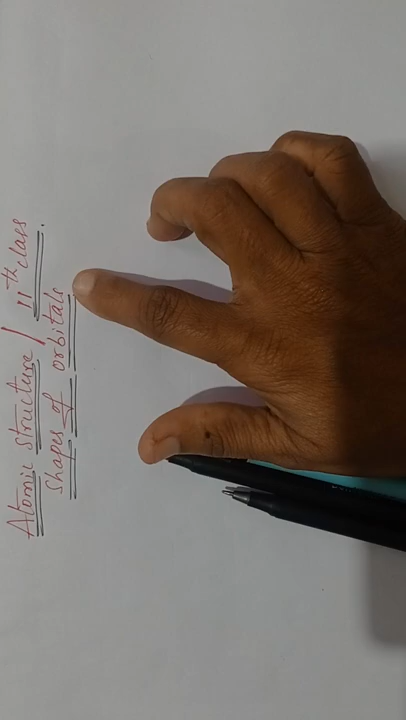 Atomic structure / 11th class.
shapes of orbitals